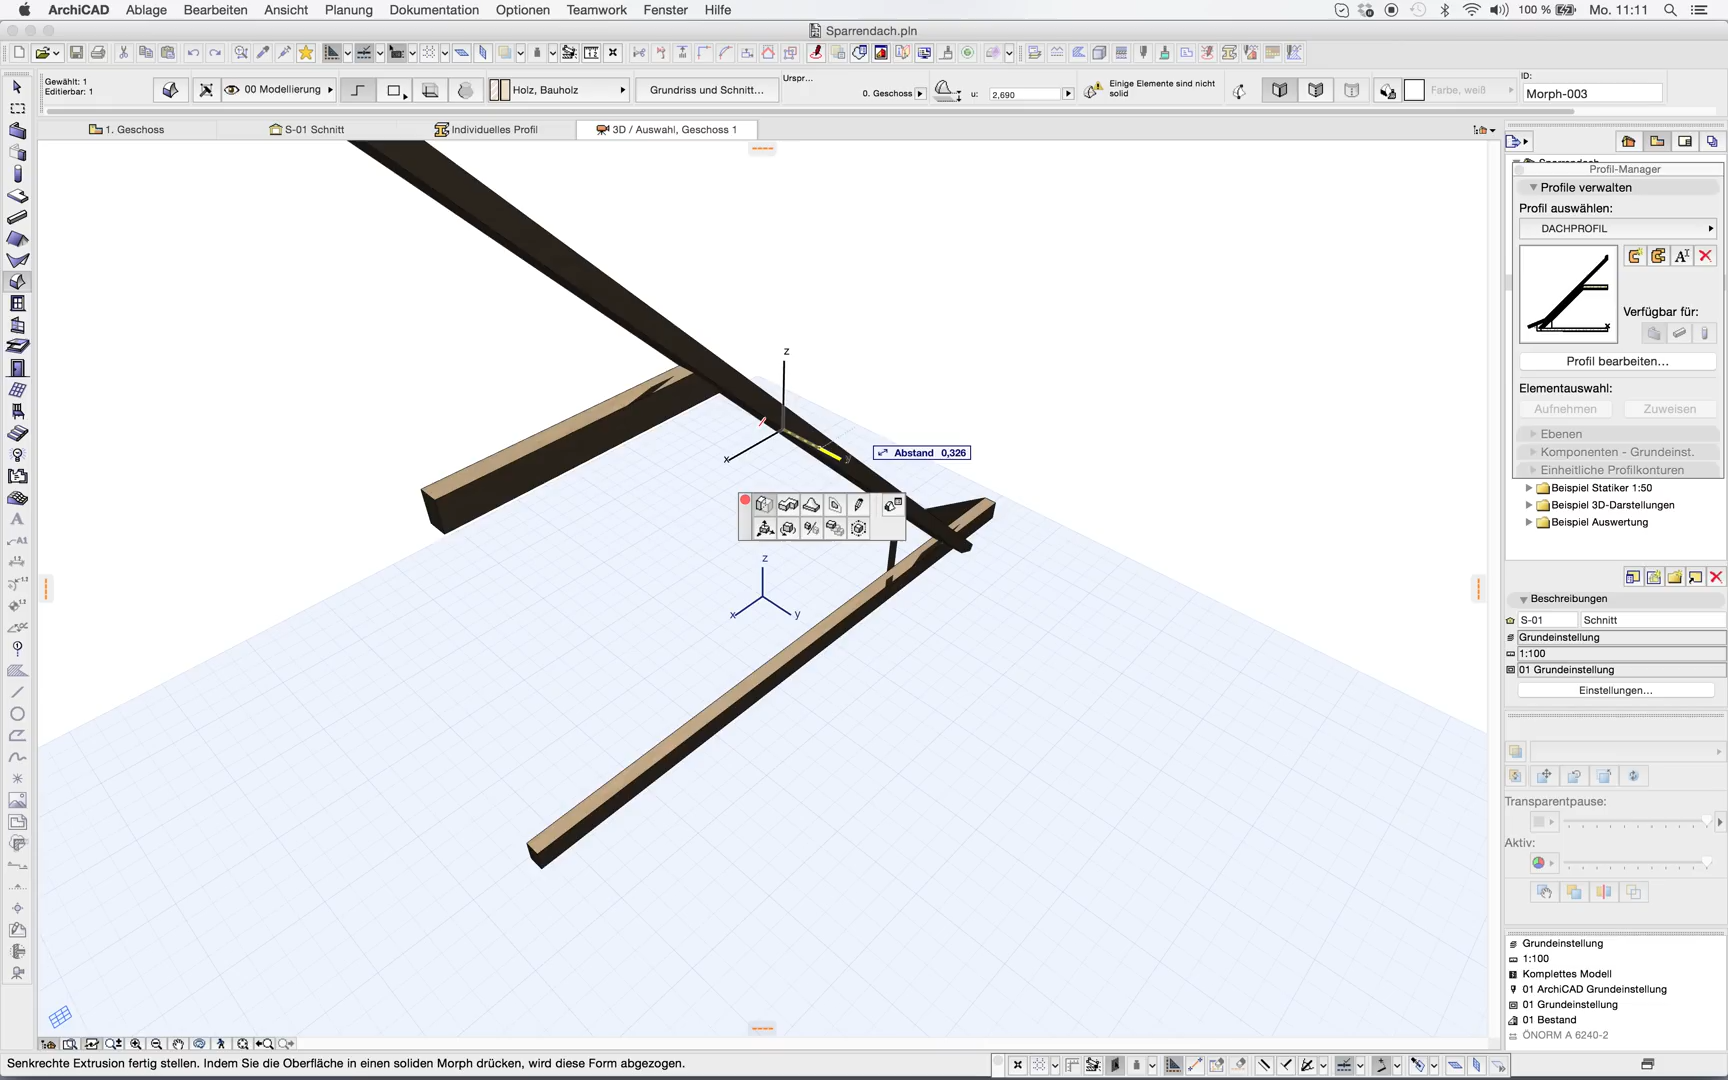 ArchiCAD Ablage Bearbeiten Ansicht Planung Dokumentation Optionen Teamwork Fenster Hilfe 100 % Mo. 11:11
Sparrendach.pln
Gewählt: 1
Editierbar: 1
00 Modellierung
Holz, Bauholz
Grundriss und Schnitt...
Urspr...
0. Geschoss
u:
2,690
Einige Elemente sind nicht
solid
Farbe, weiß
ID:
Morph-003
1. Geschoss
S-01 Schnitt
Individuelles Profil
3D / Auswahl, Geschoss 1
Profil-Manager
Profile verwalten
Profil auswählen:
DACHPROFIL
Verfügbar für:
Profil bearbeiten...
Elementauswahl:
Aufnehmen
Zuweisen
Ebenen
Komponenten - Grundeinst.
Einheitliche Profilkonturen
Beispiel Statiker 1:50
Beispiel 3D-Darstellungen
Beispiel Auswertung
Beschreibungen
S-01
Schnitt
Grundeinstellung
1:100
01 Grundeinstellung
Einstellungen...
Transparentpause:
Aktiv:
Grundeinstellung
1:100
Komplettes Modell
01 ArchiCAD Grundeinstellung
01 Grundeinstellung
01 Bestand
ÖNORM A 6240-2
z
x
y
Abstand 0,326
z
x
y
Senkrechte Extrusion fertig stellen. Indem Sie die Oberfläche in einen soliden Morph drücken, wird diese Form abgezogen.